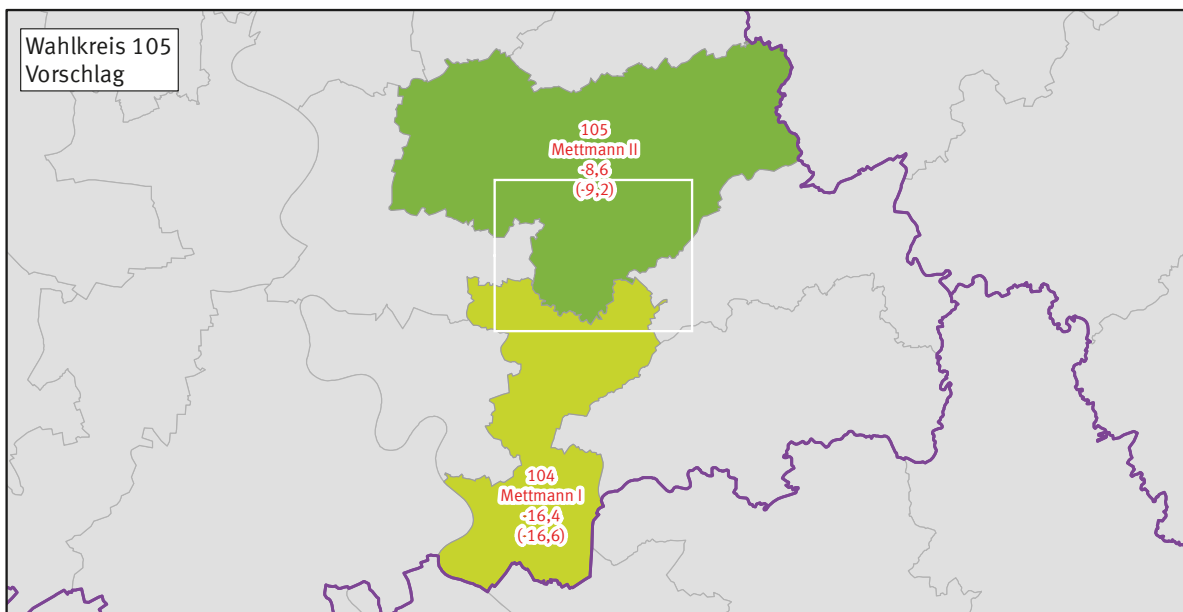 Wahlkreis 105
Vorschlag
105
Mettmann II
-8,6
(-9,2)
104
Mettmann I
-16,4
(-16,6)